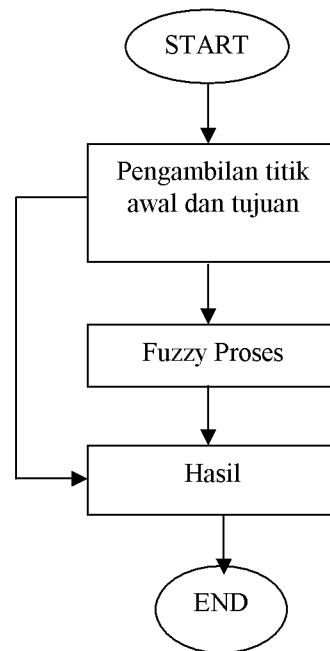 START
Pengambilan titik
awal dan tujuan
Fuzzy Proses
Hasil
END